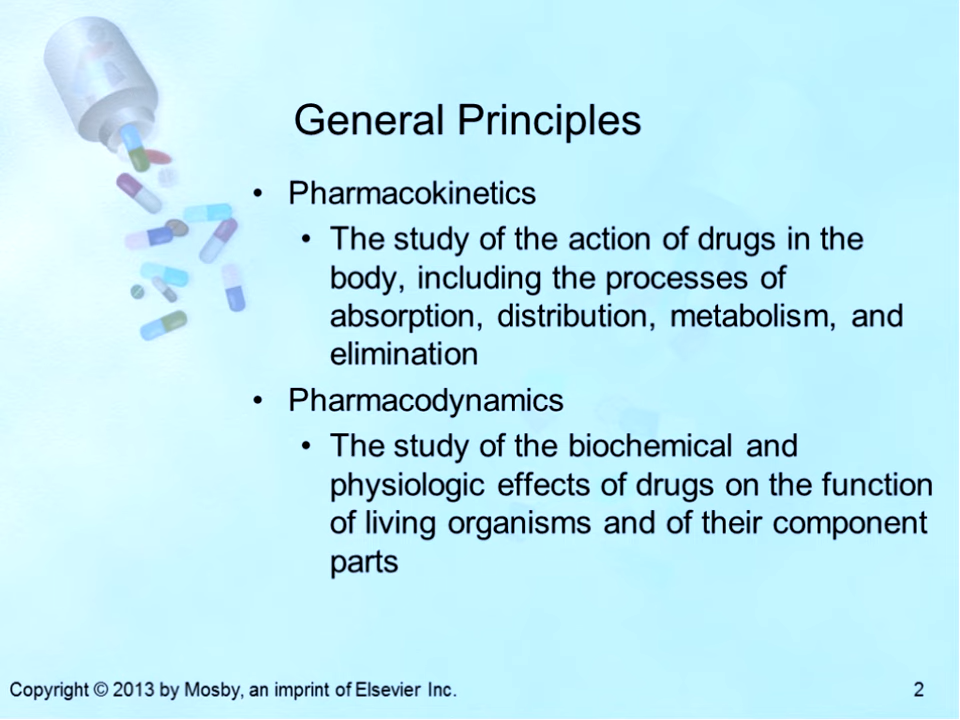 General Principles
• Pharmacokinetics
• The study of the action of drugs in the
body, including the processes of
absorption, distribution, metabolism, and
elimination
• Pharmacodynamics
• The study of the biochemical and
physiologic effects of drugs on the function
of living organisms and of their component
parts
Copyright © 2013 by Mosby, an imprint of Elsevier Inc.
2